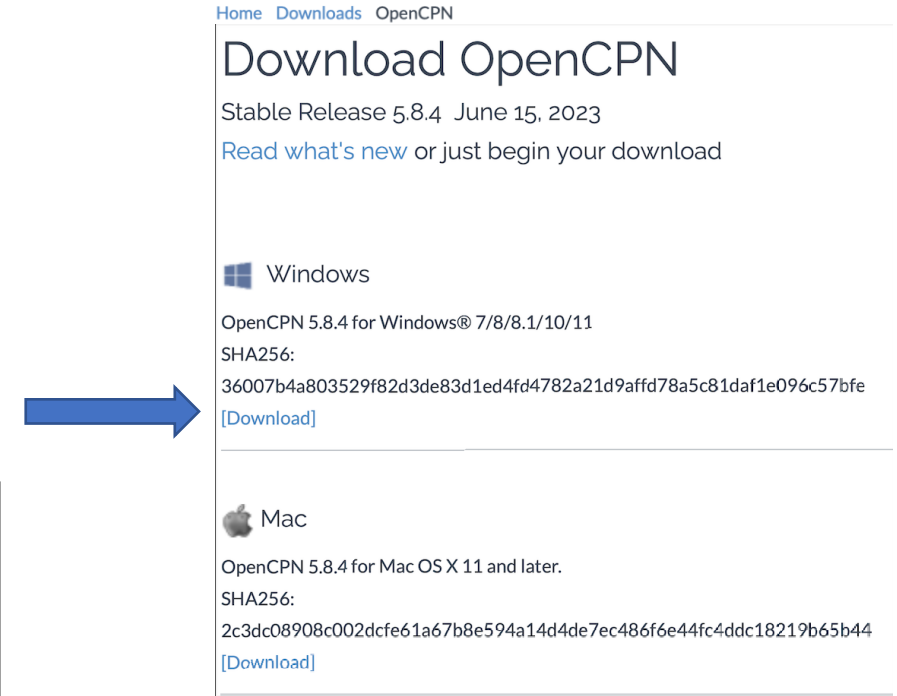 Home Downloads OpenCPN
Download OpenCPN
Stable Release 5.8.4 June 15, 2023
Read what's new or just begin your download
Windows
OpenCPN 5.8.4 for Windows® 7/8/8.1/10/11
SHA256:
36007b4a803529f82d3de83d1ed4fd4782a21d9affd78a5c81daf1e096c57bfe
[Download]
Mac
OpenCPN 5.8.4 for Mac OS X 11 and later.
SHA256:
2c3dc08908c002dcfe61a67b8e594a14d4de7ec486f6e44fc4ddc18219b65b44
[Download]